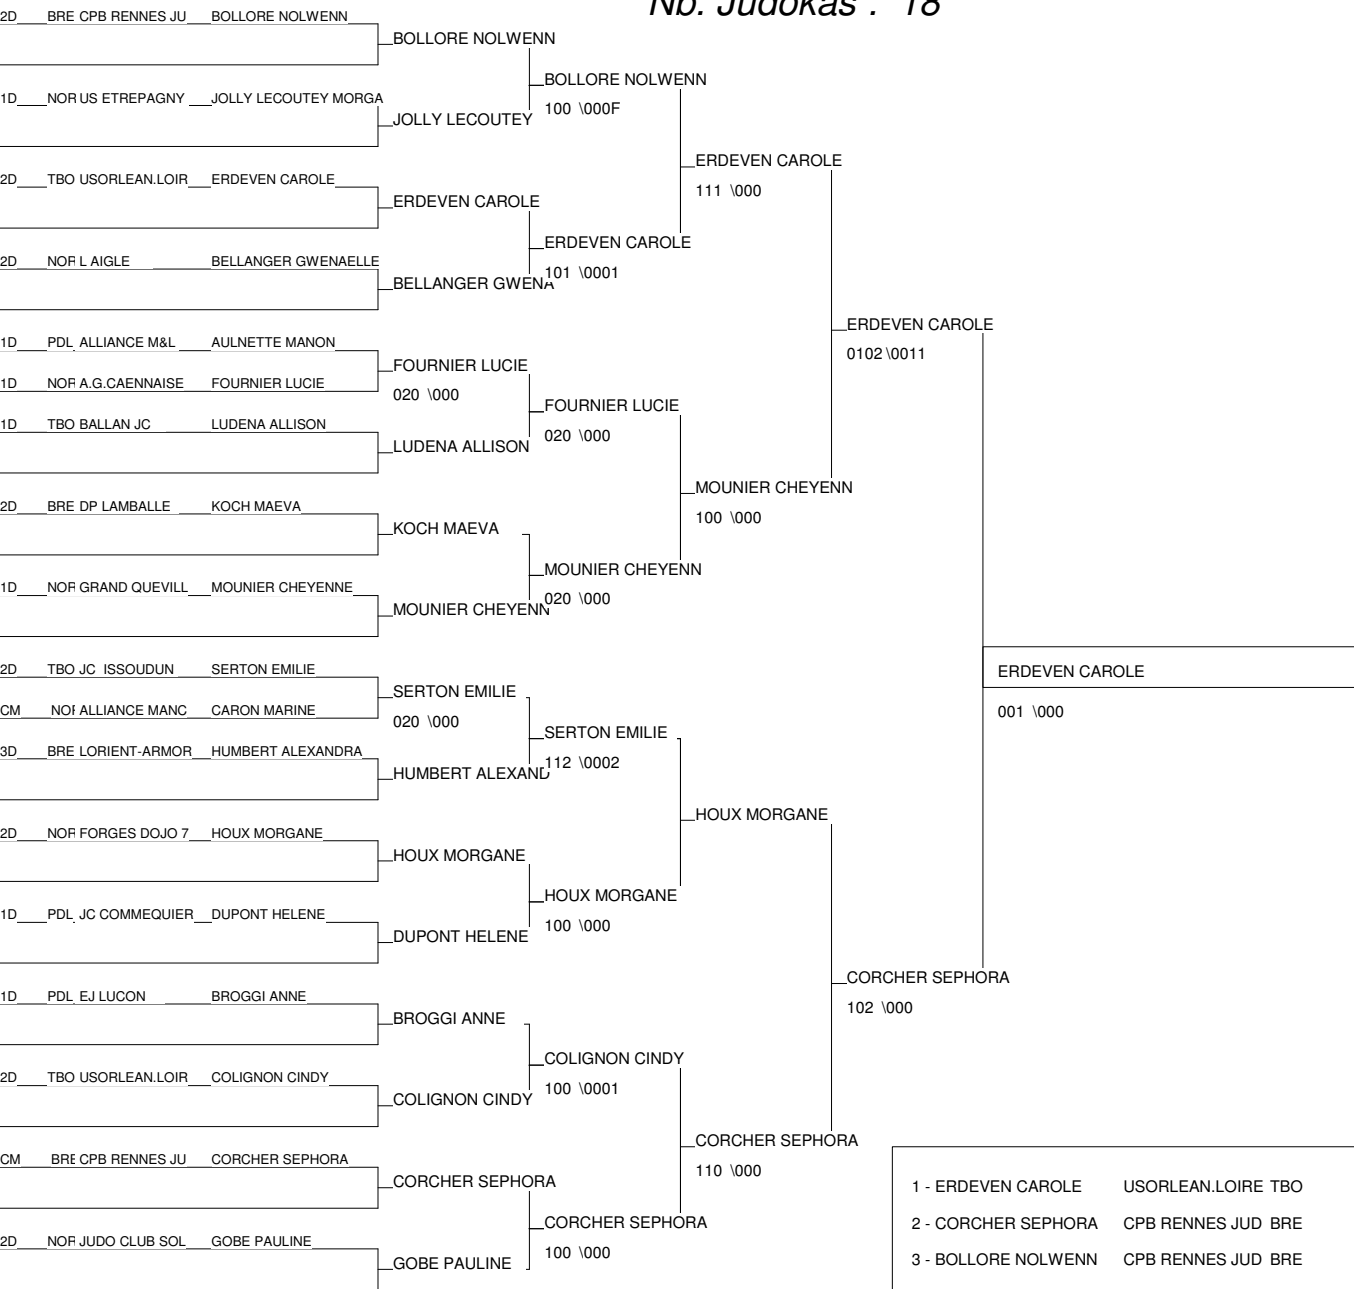 Nb. Judokas : 18
2D BRE CPB RENNES JU BOLLORE NOLWENN
BOLLORE NOLWENN
BOLLORE NOLWENN
1D NOR US ETREPAGNY JOLLY LECOUTEY MORGA
100 \000F
JOLLY LECOUTEY
ERDEVEN CAROLE
2D TBO USORLEAN.LOIR ERDEVEN CAROLE
111 \000
ERDEVEN CAROLE
ERDEVEN CAROLE
2D NOR L AIGLE BELLANGER GWENAELLE
101 \0001
BELLANGER GWENA
ERDEVEN CAROLE
1D PDL ALLIANCE M&L AULNETTE MANON
0102 \0011
FOURNIER LUCIE
1D NOR A.G.CAENNAISE FOURNIER LUCIE
020 \000
FOURNIER LUCIE
1D TBO BALLAN JC LUDENA ALLISON
020 \000
LUDENA ALLISON
MOUNIER CHEYENN
2D BRE DP LAMBALLE KOCH MAEVA
100 \000
KOCH MAEVA
MOUNIER CHEYENN
1D NOR GRAND QUEVILL MOUNIER CHEYENNE
020 \000
MOUNIER CHEYENN
2D TBO JC ISSOUDUN SERTON EMILIE
ERDEVEN CAROLE
SERTON EMILIE
CM NOR ALLIANCE MANC CARON MARINE
001 \000
020 \000
SERTON EMILIE
3D BRE LORIENT-ARMOR HUMBERT ALEXANDRA
112 \0002
HUMBERT ALEXAND
HOUX MORGANE
2D NOR FORGES DOJO 7 HOUX MORGANE
HOUX MORGANE
HOUX MORGANE
1D PDL JC COMMEQUIER DUPONT HELENE
100 \000
DUPONT HELENE
CORCHER SEPHORA
1D PDL EJ LUCON BROGGI ANNE
102 \000
BROGGI ANNE
COLIGNON CINDY
2D TBO USORLEAN.LOIR COLIGNON CINDY
100 \0001
COLIGNON CINDY
CORCHER SEPHORA
CM BRE CPB RENNES JU CORCHER SEPHORA
110 \000
CORCHER SEPHORA
1 - ERDEVEN CAROLE USORLEAN.LOIRE TBO
CORCHER SEPHORA
2 - CORCHER SEPHORA CPB RENNES JUD BRE
2D NOR JUDO CLUB SOL GOBE PAULINE
100 \000
GOBE PAULINE
3 - BOLLORE NOLWENN CPB RENNES JUD BRE